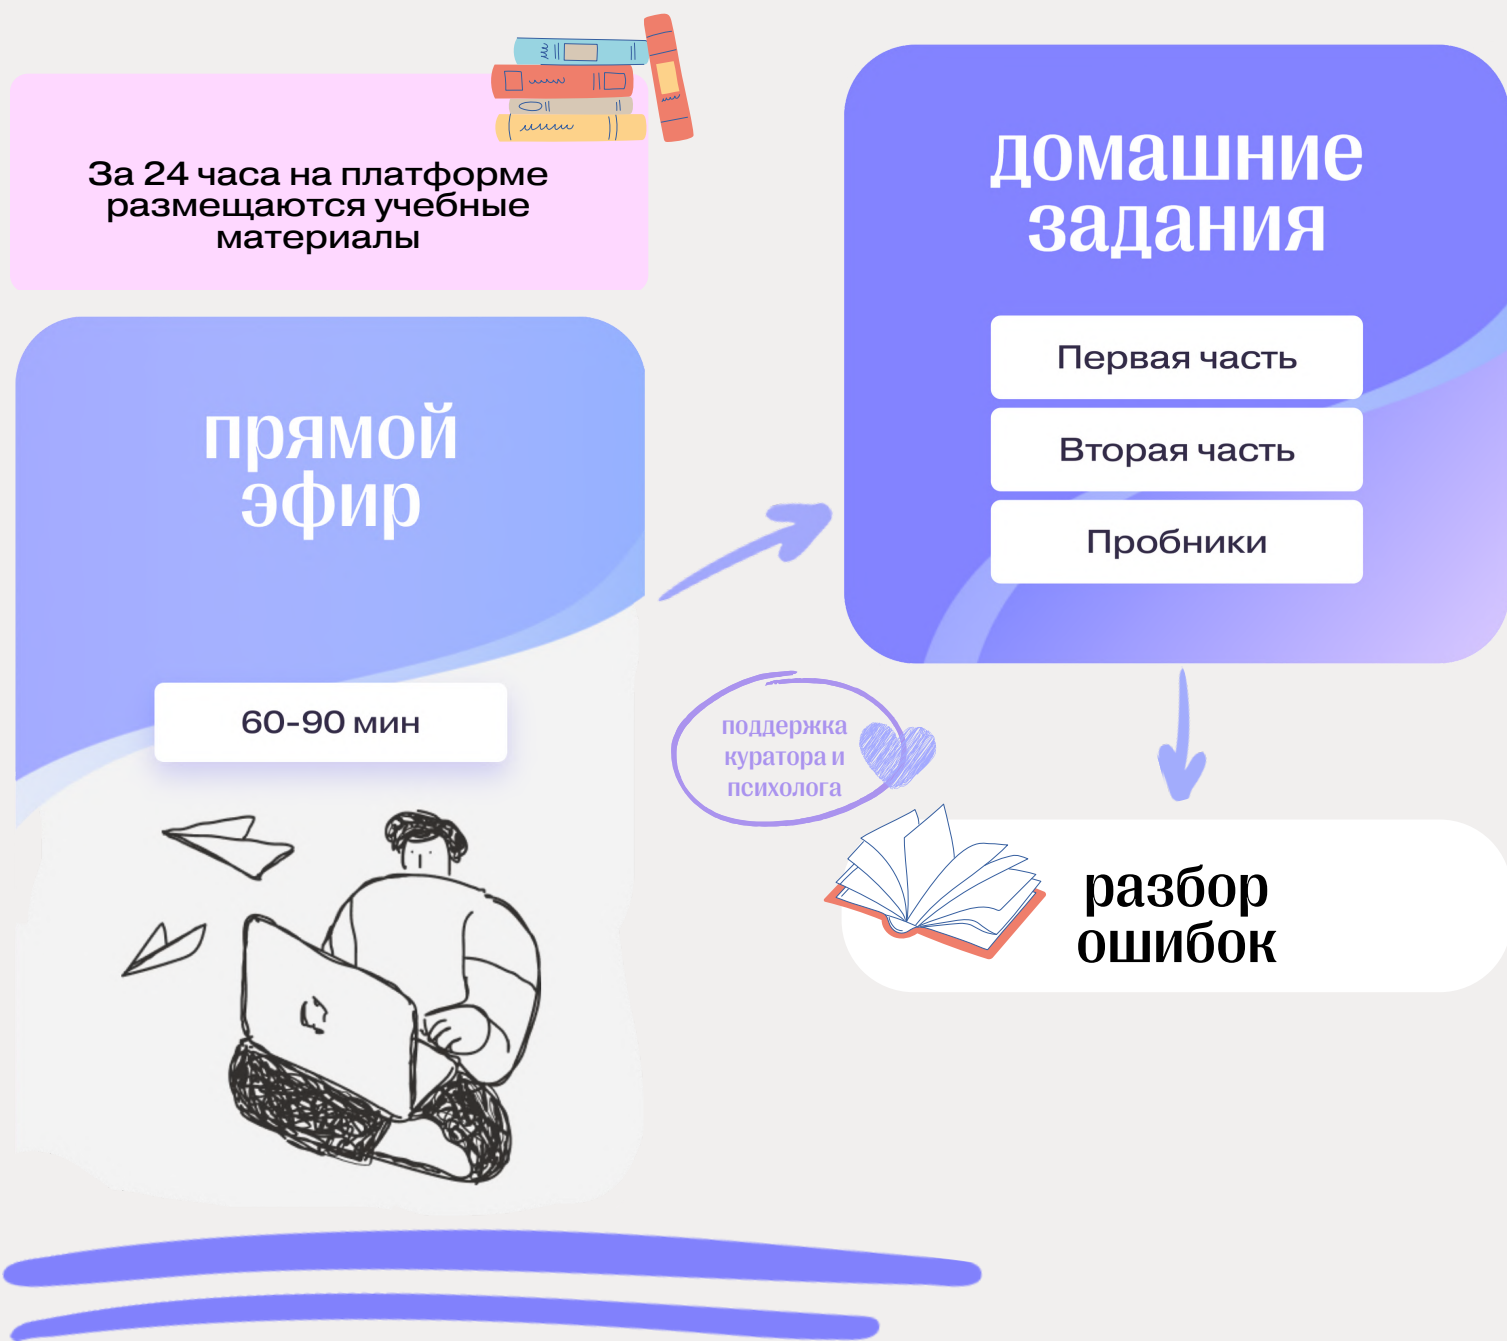 За 24 часа на платформе
размещаются учебные
материалы
прямой
эфир
60-90 мин
домашние
задания
Первая часть
Вторая часть
Пробники
поддержка
куратора и
психолога
разбор
ошибок